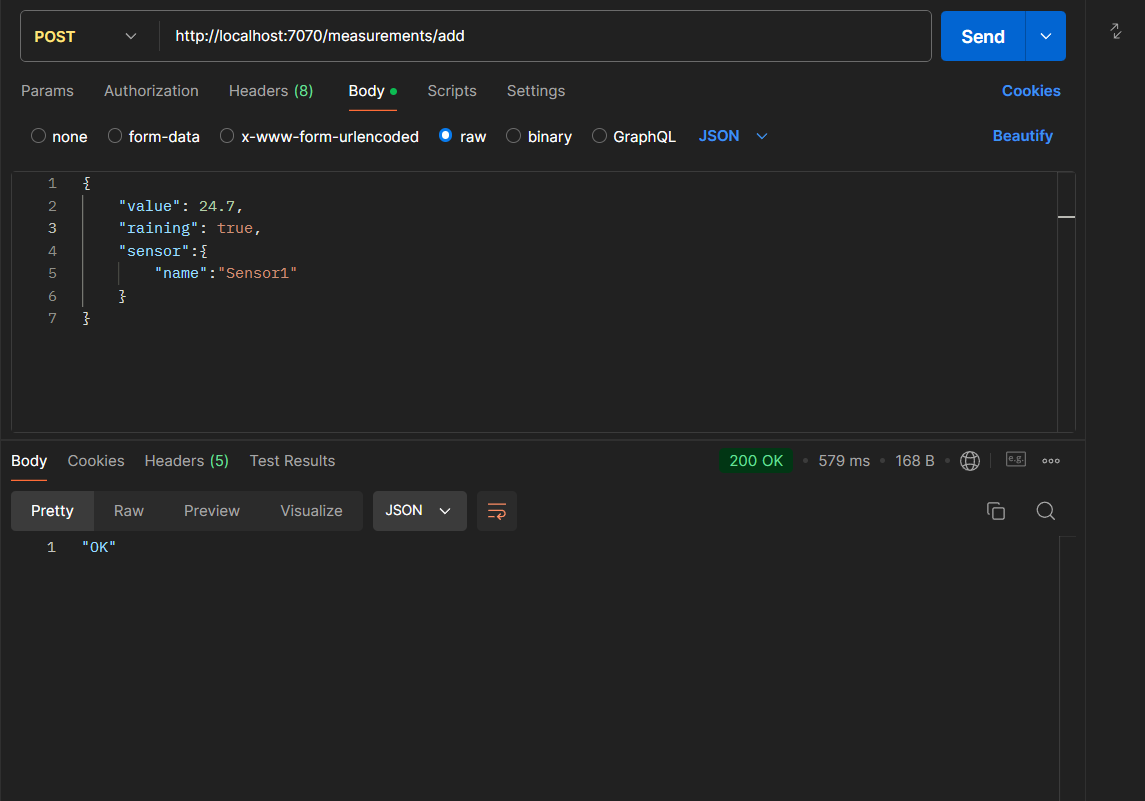 POST http://localhost:7070/measurements/add Send
Params Authorization Headers (8) Body Scripts Settings Cookies
none form-data x-www-form-urlencoded raw binary GraphQL JSON Beautify
1 {
2 "value": 24.7,
3 "raining": true,
4 "sensor":{
5 "name":"Sensor1"
6 }
7 }
Body Cookies Headers (5) Test Results 200 OK • 579 ms • 168 B • e.g.
Pretty Raw Preview Visualize JSON
1 "OK"